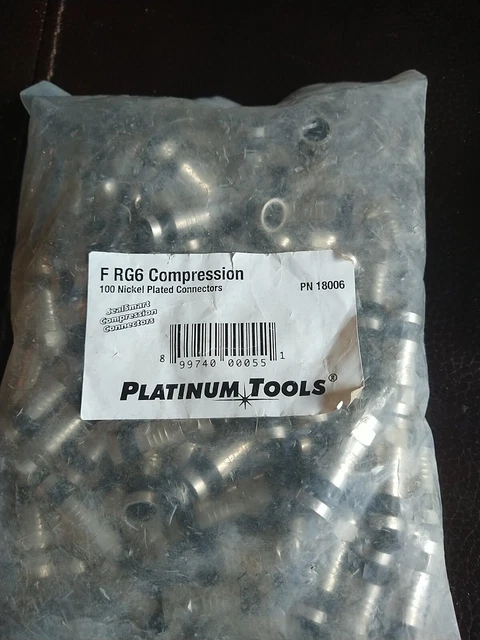 F RG6 Compression
100 Nickel Plated Connectors
PN 18006
SealSmart
Compression
Connectors
8 99740 00055 1
PLATINUM TOOLS®